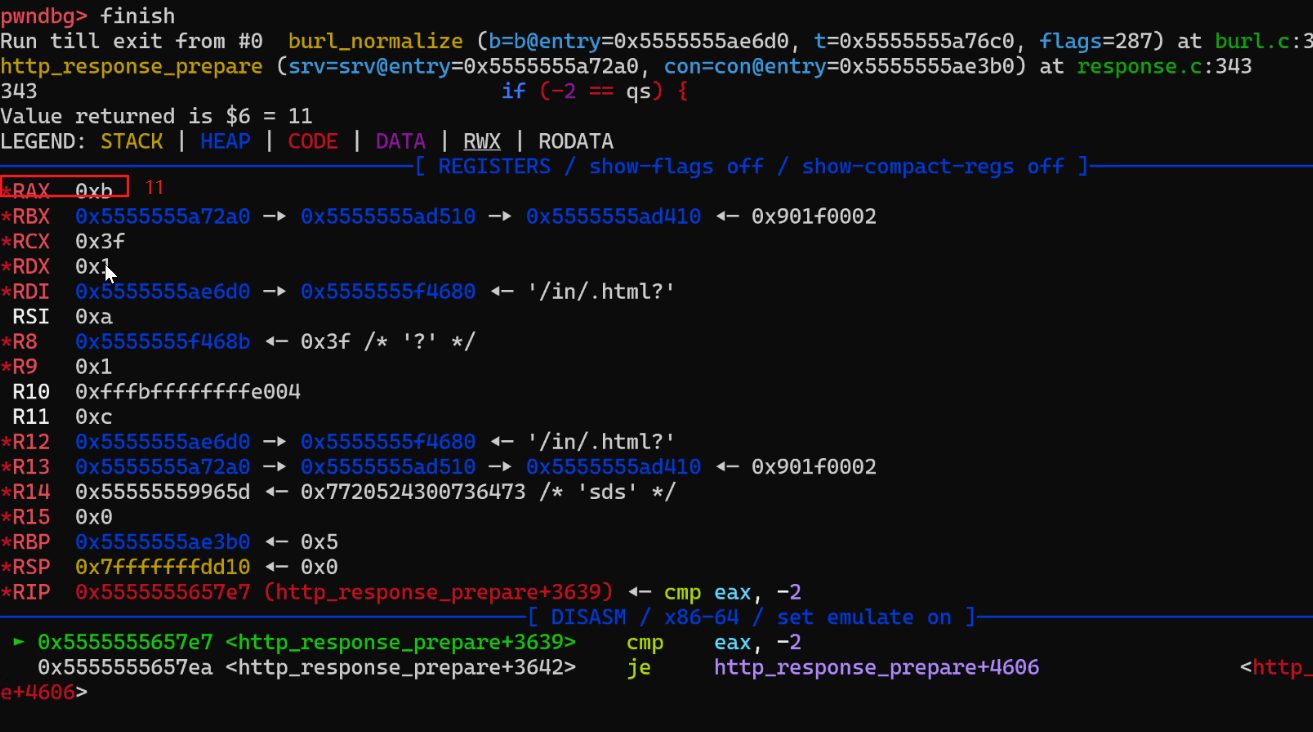 pwndbg> finish
Run till exit from #0  burl_normalize (b=b@entry=0x5555555ae6d0, t=0x5555555a76c0, flags=287) at burl.c:3
http_response_prepare (srv=srv@entry=0x5555555a72a0, con=con@entry=0x5555555ae3b0) at response.c:343
343                                     if (-2 == qs) {
Value returned is $6 = 11
LEGEND: STACK | HEAP | CODE | DATA | RWX | RODATA
[ REGISTERS / show-flags off / show-compact-regs off ]
*RAX  0xb 11
*RBX  0x5555555a72a0 —▸ 0x5555555ad510 —▸ 0x5555555ad410 ◂— 0x901f0002
*RCX  0x3f
*RDX  0x1
*RDI  0x5555555ae6d0 —▸ 0x5555555f4680 ◂— '/in/.html?'
 RSI  0xa
*R8   0x5555555f468b ◂— 0x3f /* '?' */
*R9   0x1
 R10  0xfffbffffffffe004
 R11  0xc
*R12  0x5555555ae6d0 —▸ 0x5555555f4680 ◂— '/in/.html?'
*R13  0x5555555a72a0 —▸ 0x5555555ad510 —▸ 0x5555555ad410 ◂— 0x901f0002
*R14  0x55555559965d ◂— 0x7720524300736473 /* 'sds' */
*R15  0x0
*RBP  0x5555555ae3b0 ◂— 0x5
*RSP  0x7fffffffdd10 ◂— 0x0
*RIP  0x5555555657e7 (http_response_prepare+3639) ◂— cmp eax, -2
[ DISASM / x86-64 / set emulate on ]
 ► 0x5555555657e7 <http_response_prepare+3639>    cmp    eax, -2
   0x5555555657ea <http_response_prepare+3642>    je     http_response_prepare+4606                <http_
e+4606>